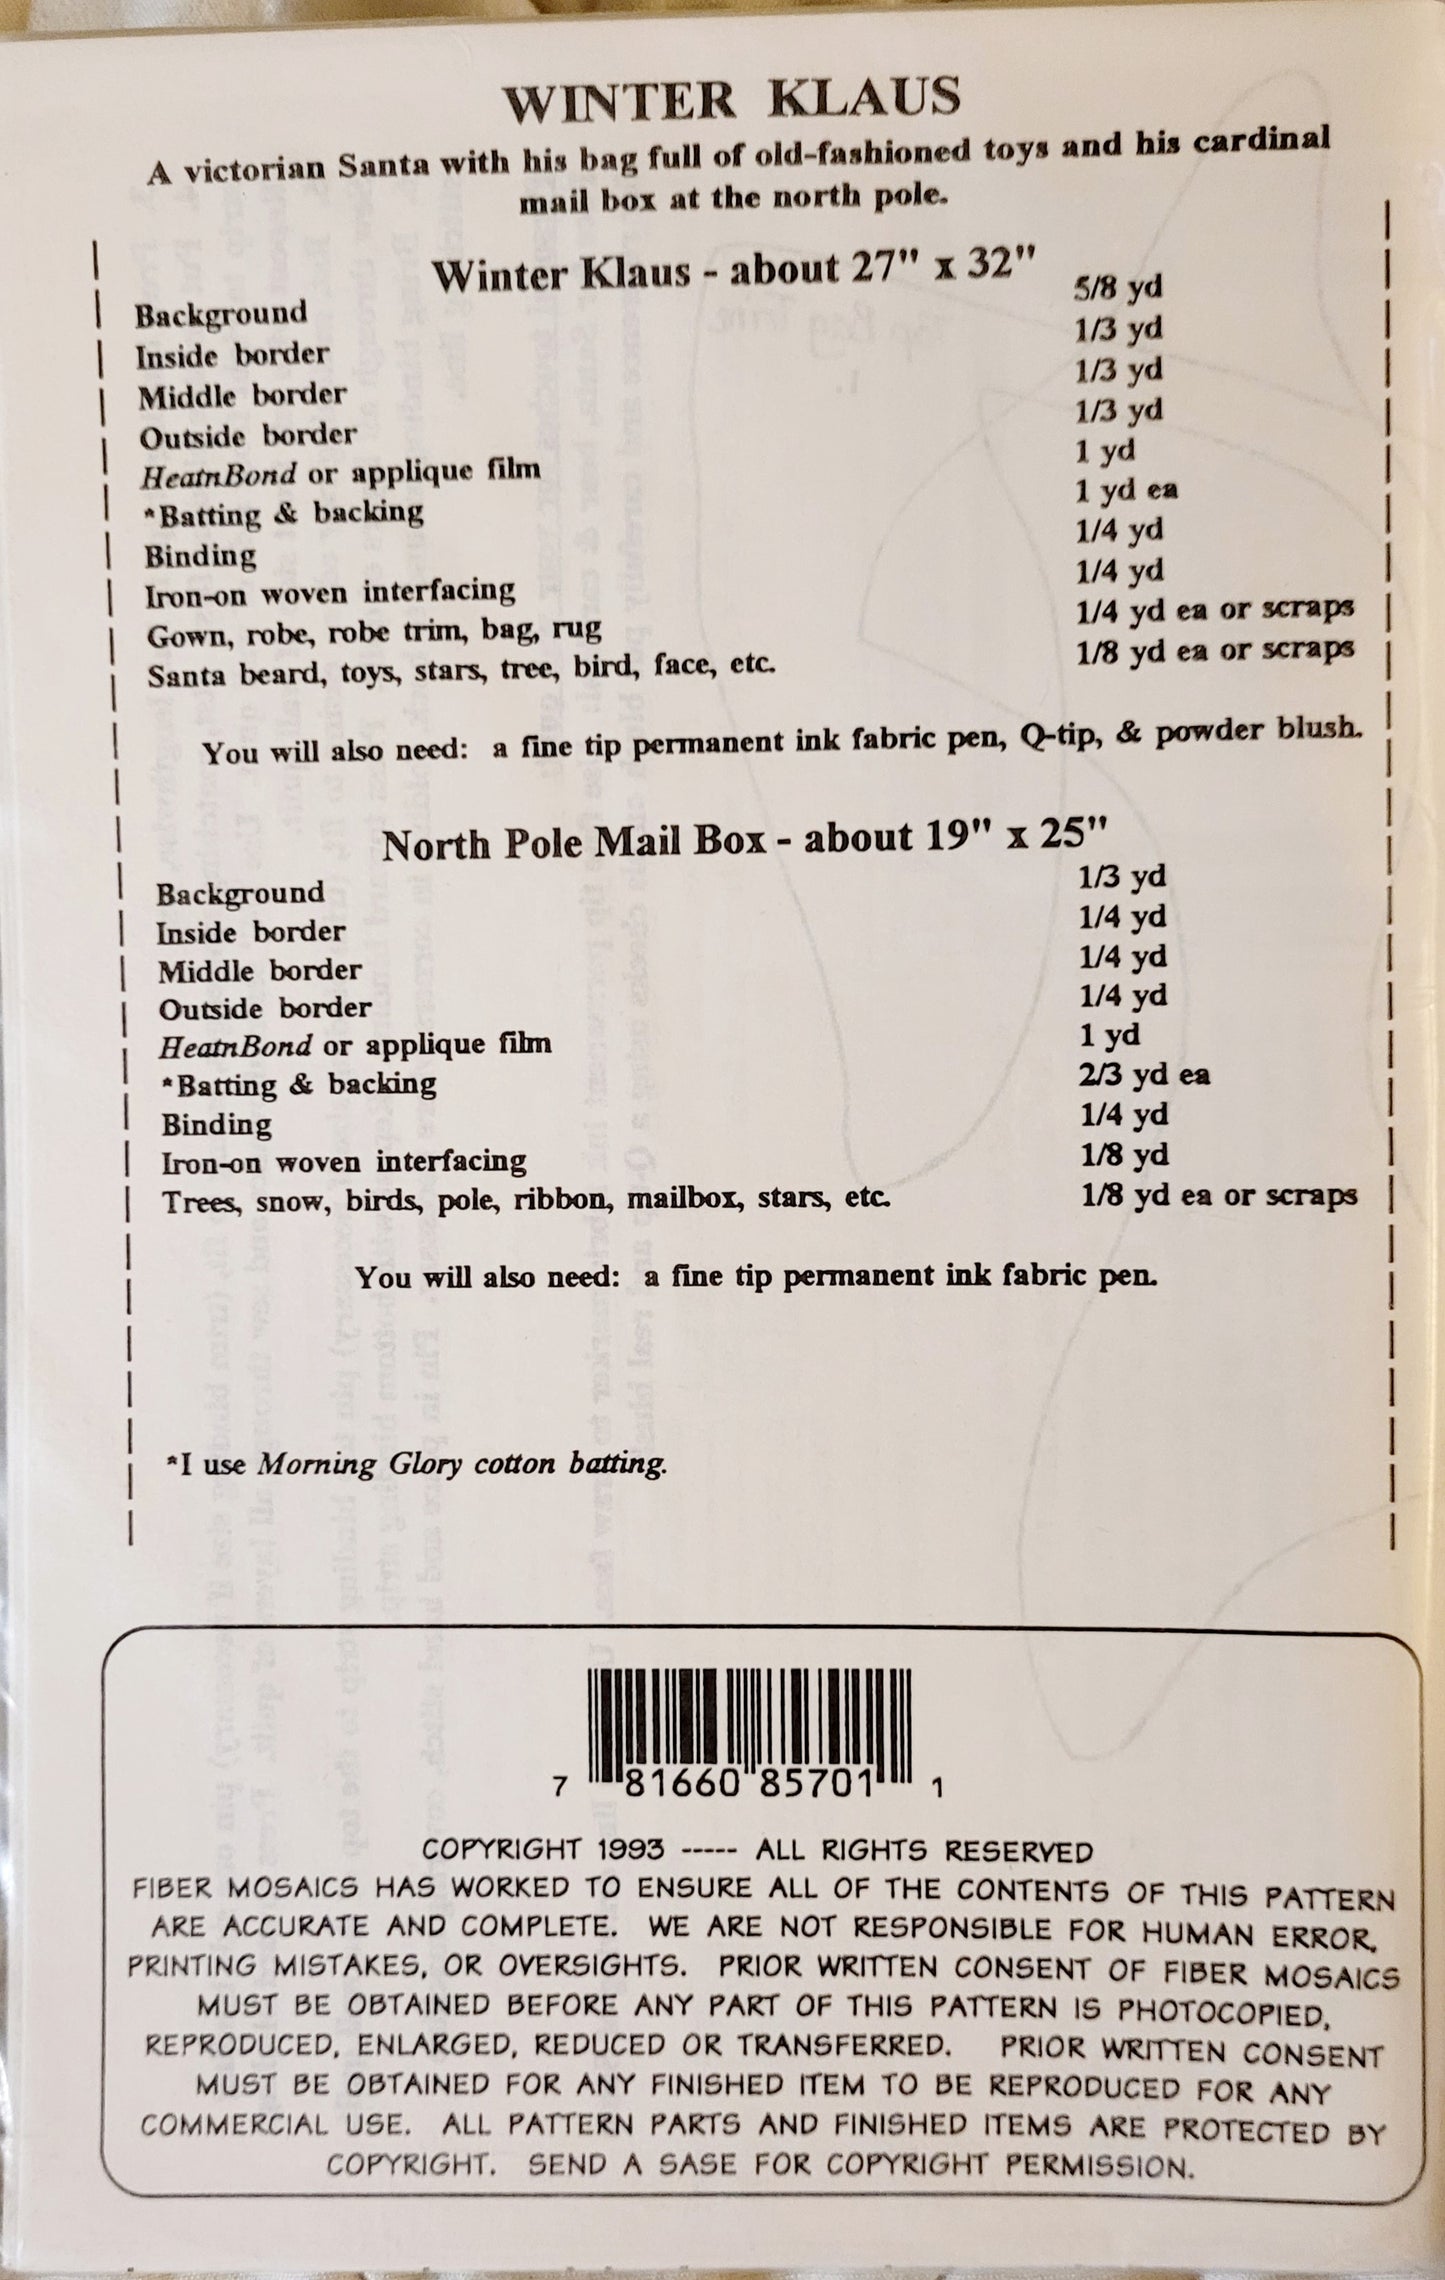 WINTER KLAUS
A victorian Santa with his bag full of old-fashioned toys and his cardinal
mail box at the north pole.
Winter Klaus - about 27" x 32"
Background 5/8 yd
Inside border 1/3 yd
Middle border 1/3 yd
Outside border 1/3 yd
HeatnBond or applique film 1 yd
*Batting & backing 1 yd ea
Binding 1/4 yd
Iron-on woven interfacing 1/4 yd
Gown, robe, robe trim, bag, rug 1/4 yd ea or scraps
Santa beard, toys, stars, tree, bird, face, etc. 1/8 yd ea or scraps
You will also need: a fine tip permanent ink fabric pen, Q-tip, & powder blush.
North Pole Mail Box - about 19" x 25"
Background 1/3 yd
Inside border 1/4 yd
Middle border 1/4 yd
Outside border 1/4 yd
HeatnBond or applique film 1 yd
*Batting & backing 2/3 yd ea
Binding 1/4 yd
Iron-on woven interfacing 1/8 yd
Trees, snow, birds, pole, ribbon, mailbox, stars, etc. 1/8 yd ea or scraps
You will also need: a fine tip permanent ink fabric pen.
*I use Morning Glory cotton batting.
7 81660 85701 1
COPYRIGHT 1993 ----- ALL RIGHTS RESERVED
FIBER MOSAICS HAS WORKED TO ENSURE ALL OF THE CONTENTS OF THIS PATTERN
ARE ACCURATE AND COMPLETE. WE ARE NOT RESPONSIBLE FOR HUMAN ERROR,
PRINTING MISTAKES, OR OVERSIGHTS. PRIOR WRITTEN CONSENT OF FIBER MOSAICS
MUST BE OBTAINED BEFORE ANY PART OF THIS PATTERN IS PHOTOCOPIED,
REPRODUCED, ENLARGED, REDUCED OR TRANSFERRED. PRIOR WRITTEN CONSENT
MUST BE OBTAINED FOR ANY FINISHED ITEM TO BE REPRODUCED FOR ANY
COMMERCIAL USE. ALL PATTERN PARTS AND FINISHED ITEMS ARE PROTECTED BY
COPYRIGHT. SEND A SASE FOR COPYRIGHT PERMISSION.